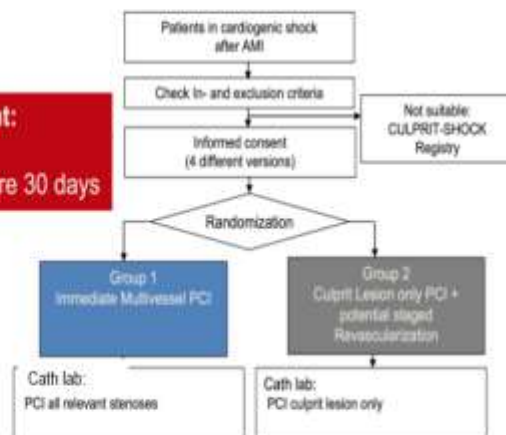 Patients in cardiogenic shock
after AMI
Check In- and exclusion criteria
Not suitable:
CULPRIT-SHOCK
Registry
Informed consent
(4 different versions)
nt:
re 30 days
Randomization
Group 1
Immediate Multivessel PCI
Group 2
Culprit Lesion only PCI +
potential staged
Revascularization
Cath lab:
PCI all relevant stenoses
Cath lab:
PCI culprit lesion only